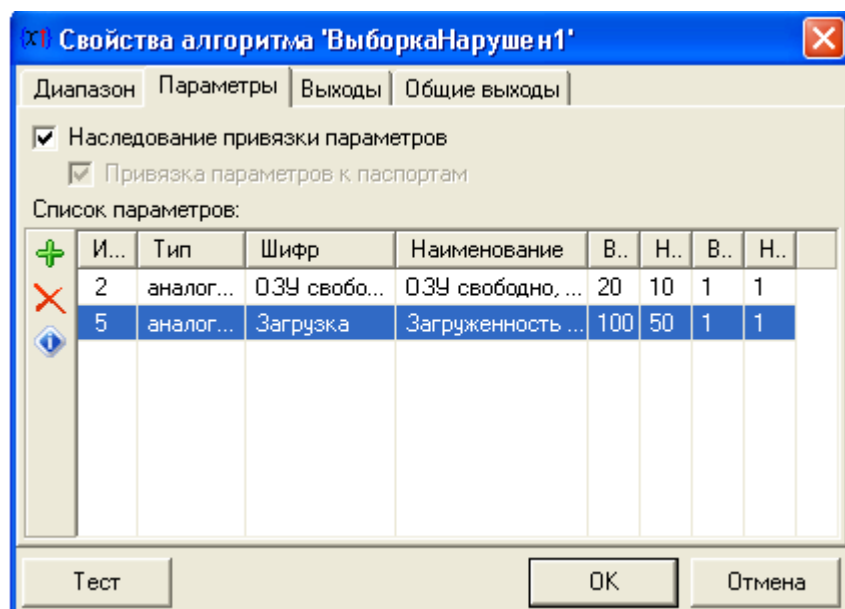 Свойства алгоритма 'ВыборкаНарушен1'
Диапазон Параметры Выходы Общие выходы
Наследование привязки параметров
Привязка параметров к паспортам
Список параметров:
И... Тип Шифр Наименование В.. Н.. В.. Н..
2 аналог... ОЗУ свобо... ОЗУ свободно, ... 20 10 1 1
5 аналог... Загрузка Загруженность ... 100 50 1 1
Тест OK Отмена